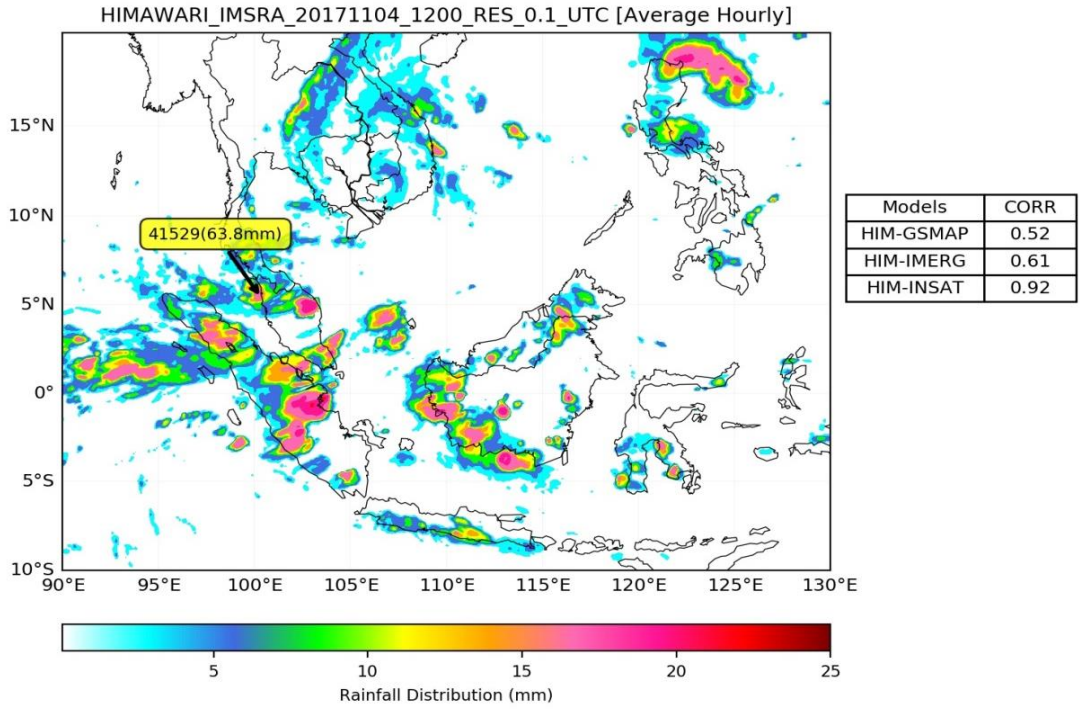 HIMAWARI_IMSRA_20171104_1200_RES_0.1_UTC [Average Hourly]
15°N
10°N
5°N
0°
5°S
10°S
90°E 95°E 100°E 105°E 110°E 115°E 120°E 125°E 130°E
41529(63.8mm)
Models CORR
HIM-GSMAP 0.52
HIM-IMERG 0.61
HIM-INSAT 0.92
5 10 15 20 25
Rainfall Distribution (mm)